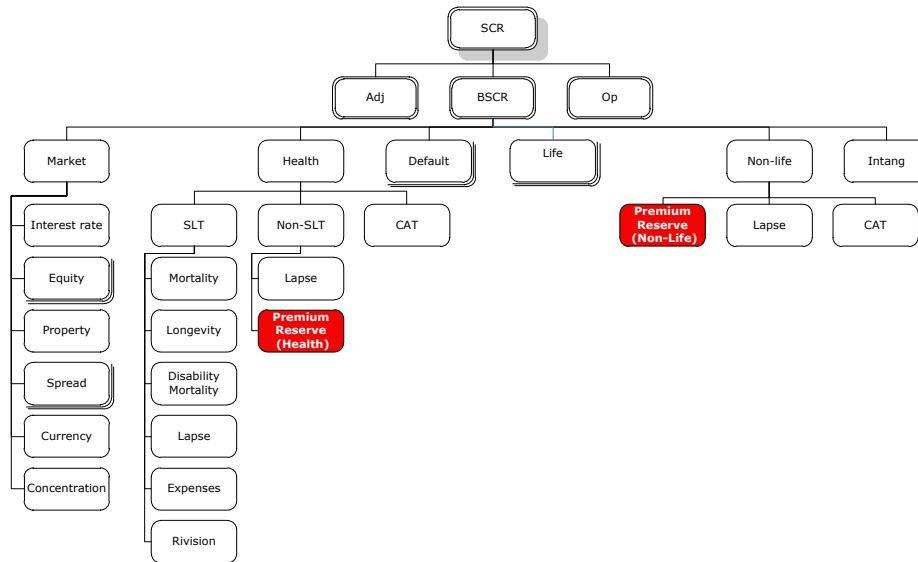 SCR
Adj
BSCR
Op
Market
Health
Default
Life
Non-life
Intang
SLT
Non-SLT
CAT
Premium
Reserve
(Non-Life)
Lapse
CAT
Interest rate
Equity
Property
Spread
Currency
Concentration
Mortality
Longevity
Disability
Mortality
Lapse
Expenses
Rivision
Lapse
Premium
Reserve
(Health)